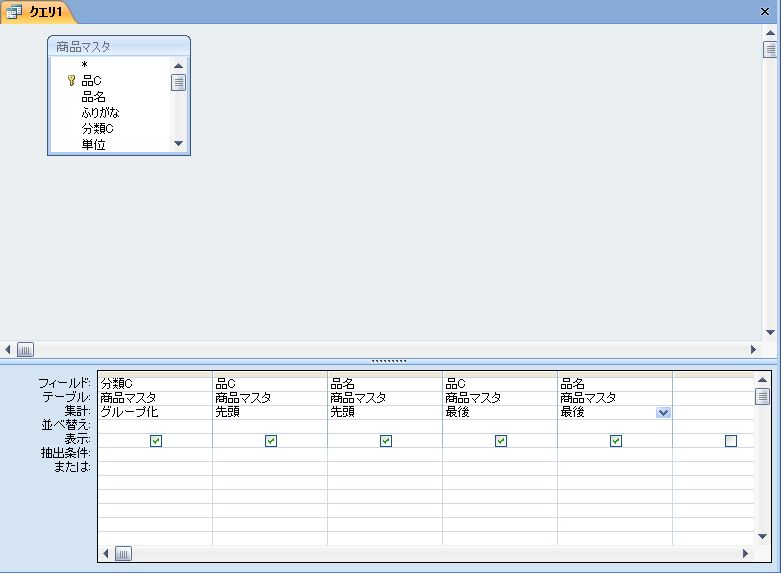 クエリ1
商品マスタ
*
品C
品名
ふりがな
分類C
単位
フィールド: 分類C 品C 品名 品C 品名
テーブル: 商品マスタ 商品マスタ 商品マスタ 商品マスタ 商品マスタ
集計: グループ化 先頭 先頭 最後 最後
並べ替え:
表示:
抽出条件:
または: